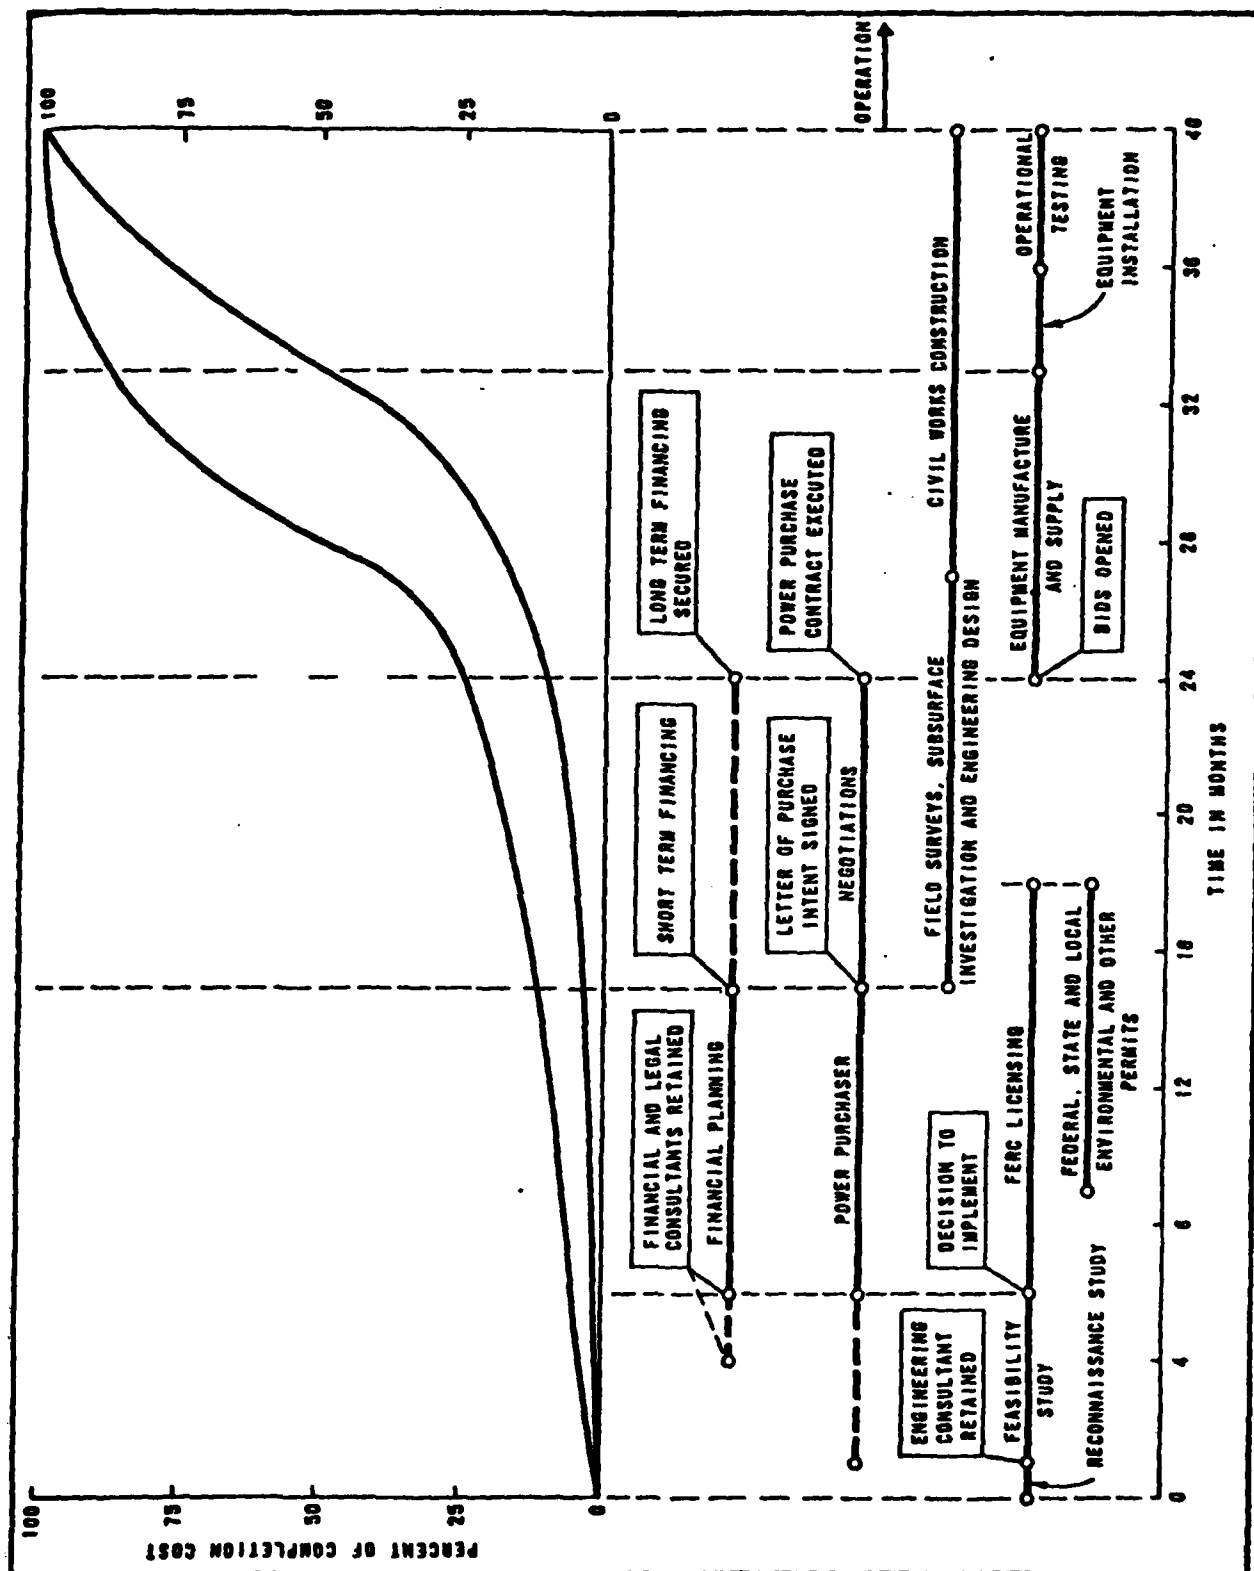 PERCENT OF COMPLETION COST
100
75
50
25
0
100
75
50
25
0
FINANCIAL AND LEGAL
CONSULTANTS RETAINED
SHORT TERM FINANCING
LONG TERM FINANCING
SECURED
FINANCIAL PLANNING
LETTER OF PURCHASE
INTENT SIGNED
POWER PURCHASE
CONTRACT EXECUTED
POWER PURCHASER
NEGOTIATIONS
OPERATION
ENGINEERING
CONSULTANT
RETAINED
DECISION TO
IMPLEMENT
FIELD SURVEYS, SUBSURFACE
INVESTIGATION AND ENGINEERING DESIGN
CIVIL WORKS CONSTRUCTION
FEASIBILITY
STUDY
FERC LICENSING
EQUIPMENT MANUFACTURE
AND SUPPLY
OPERATIONAL
TESTING
RECONNAISSANCE STUDY
FEDERAL, STATE AND LOCAL
ENVIRONMENTAL AND OTHER
PERMITS
BIDS OPENED
EQUIPMENT
INSTALLATION
0
4
6
12
16
20
24
28
32
36
40
TIME IN MONTHS